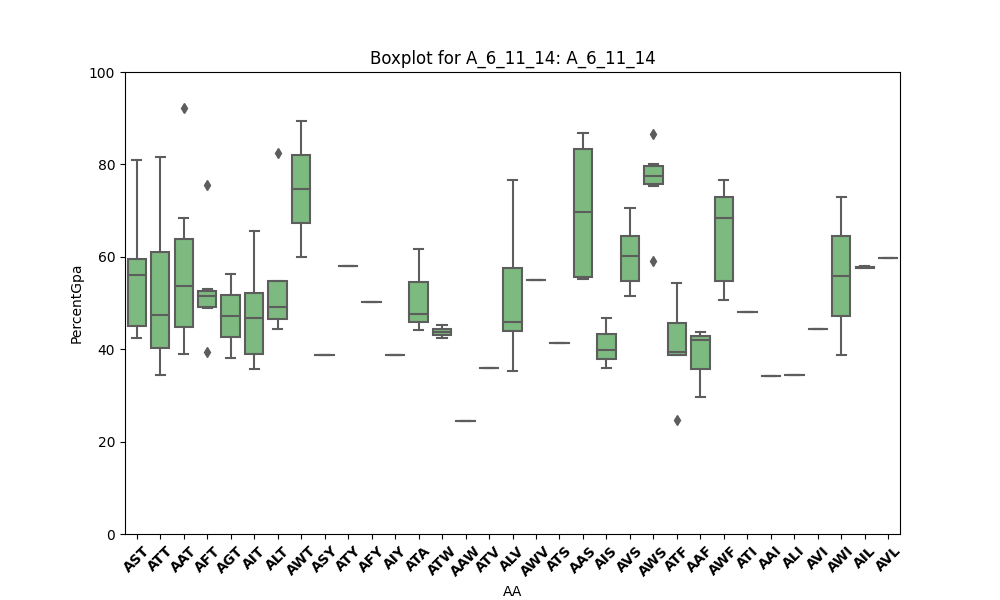 Boxplot for A_6_11_14: A_6_11_14
100
80
60
40
20
0
PercentGpa
AST ATT AAT AFT AGT AIT ALT AWT ASY ATY AFY AIY ATA ATW AAW ATV ALV AWV ATS AAS AIS AVS AWS ATF AAF AWF ATI AAI ALI AVI AWI AIL AVL
AA